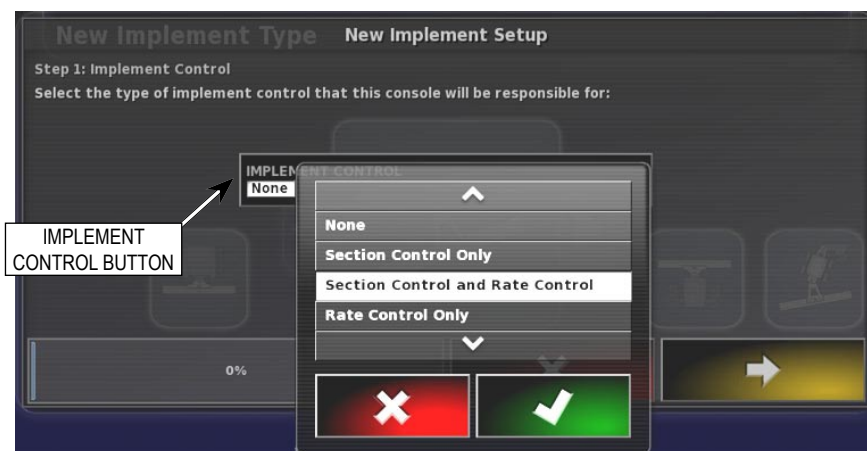 New Implement Type
New Implement Setup
Step 1: Implement Control
Select the type of implement control that this console will be responsible for:
IMPLEMENT CONTROL
None
IMPLEMENT
CONTROL BUTTON
None
Section Control Only
Section Control and Rate Control
Rate Control Only
0%